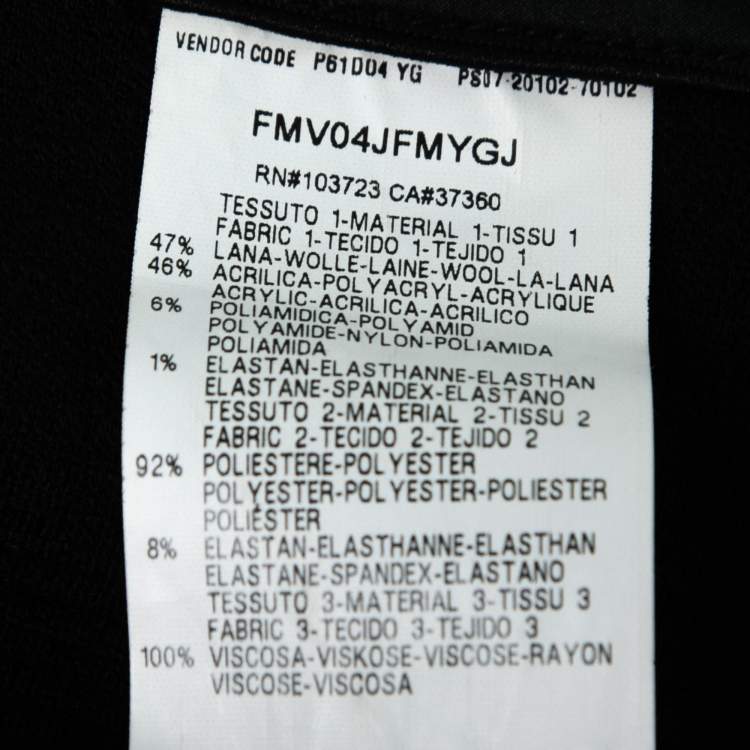 VENDOR CODE P61D04 YG PS07-20102-70102
FMV04JFMYGJ
RN#103723 CA#37360
TESSUTO 1-MATERIAL 1-TISSU 1
FABRIC 1-TECIDO 1-TEJIDO 1
47% LANA-WOLLE-LAINE-WOOL-LA-LANA
46% ACRILICA-POLYACRYL-ACRYLIQUE
ACRYLIC-ACRILICA-ACRILICO
6% POLIAMIDICA-POLYAMID
POLYAMIDE-NYLON-POLIAMIDA
POLIAMIDA
1% ELASTAN-ELASTHANNE-ELASTHAN
ELASTANE-SPANDEX-ELASTANO
TESSUTO 2-MATERIAL 2-TISSU 2
FABRIC 2-TECIDO 2-TEJIDO 2
92% POLIESTERE-POLYESTER
POLYESTER-POLYESTER-POLIESTER
POLIÉSTER
8% ELASTAN-ELASTHANNE-ELASTHAN
ELASTANE-SPANDEX-ELASTANO
TESSUTO 3-MATERIAL 3-TISSU 3
FABRIC 3-TECIDO 3-TEJIDO 3
100% VISCOSA-VISKOSE-VISCOSE-RAYON
VISCOSE-VISCOSA